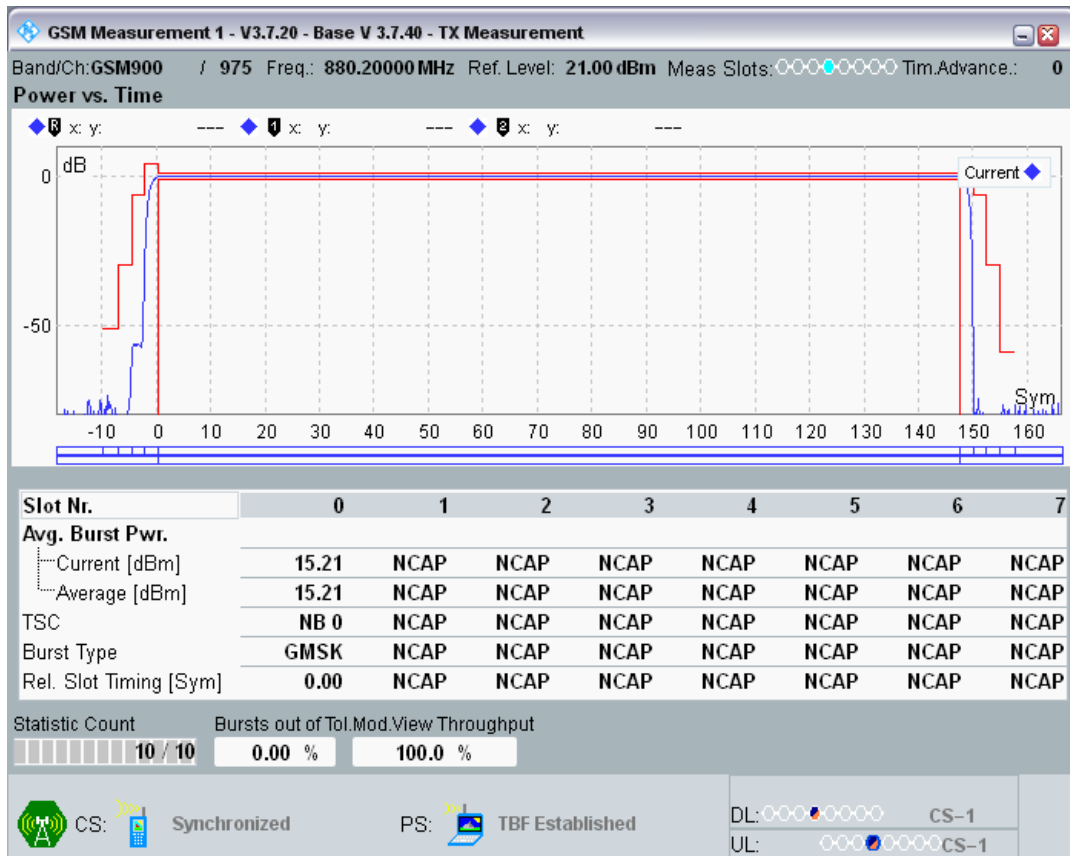 GSM Measurement 1 - V3.7.20 - Base V 3.7.40 - TX Measurement
Band/Ch:GSM900 / 975 Freq.: 880.20000 MHz Ref. Level: 21.00 dBm Meas Slots: Tim.Advance.: 0
Power vs. Time
R x: y: --- 1 x: y: --- 2 x: y: ---
dB
Current
0
-50
Sym
-10 0 10 20 30 40 50 60 70 80 90 100 110 120 130 140 150 160
Slot Nr. 0 1 2 3 4 5 6 7
Avg. Burst Pwr.
Current [dBm] 15.21 NCAP NCAP NCAP NCAP NCAP NCAP NCAP
Average [dBm] 15.21 NCAP NCAP NCAP NCAP NCAP NCAP NCAP
TSC NB 0 NCAP NCAP NCAP NCAP NCAP NCAP NCAP
Burst Type GMSK NCAP NCAP NCAP NCAP NCAP NCAP NCAP
Rel. Slot Timing [Sym] 0.00 NCAP NCAP NCAP NCAP NCAP NCAP NCAP
Statistic Count Bursts out of Tol. Mod.View Throughput
10 / 10 0.00 % 100.0 %
CS: Synchronized PS: TBF Established
DL: CS-1
UL: CS-1